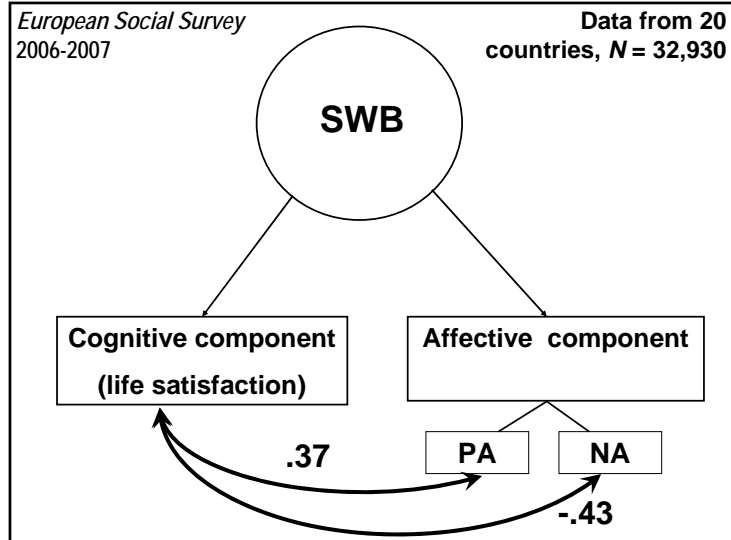 European Social Survey
2006-2007
Data from 20
countries, N = 32,930
SWB
Cognitive component
(life satisfaction)
Affective component
PA
NA
.37
-.43